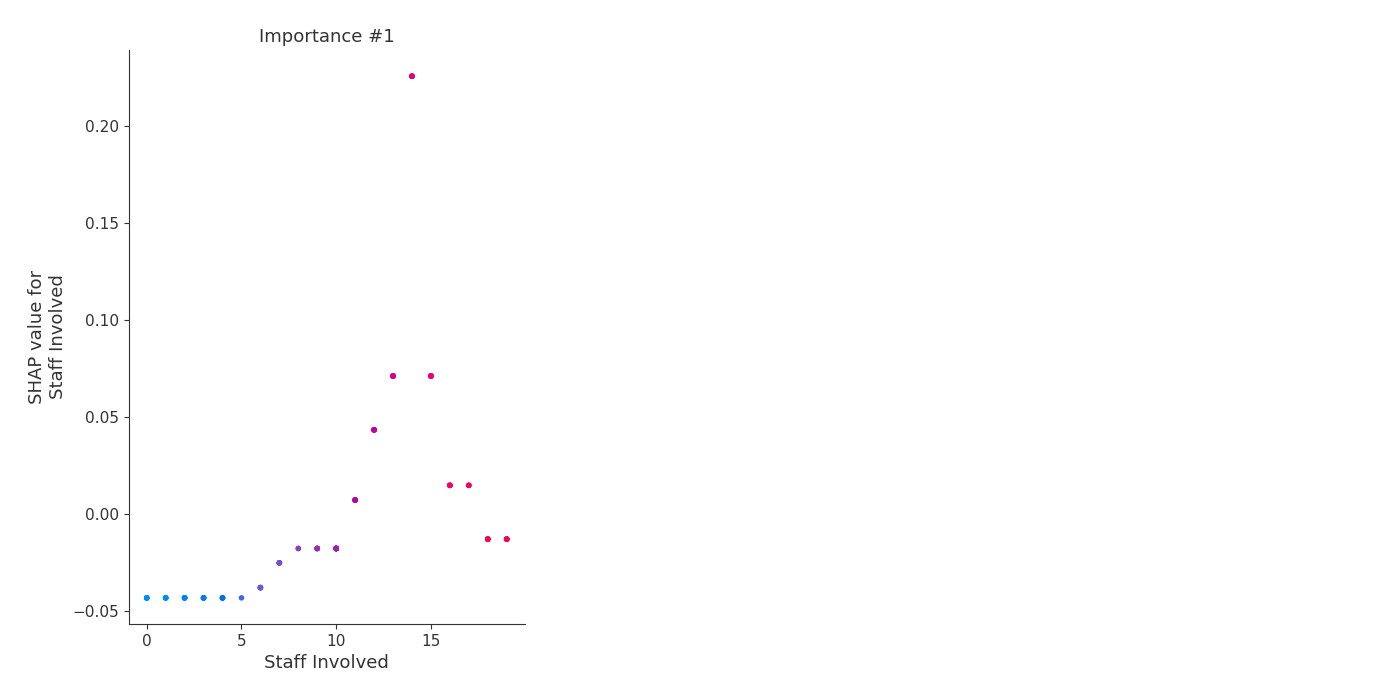 Importance #1
0.20
0.15
0.10
0.05
0.00
−0.05
SHAP value for
Staff Involved
0 5 10 15
Staff Involved